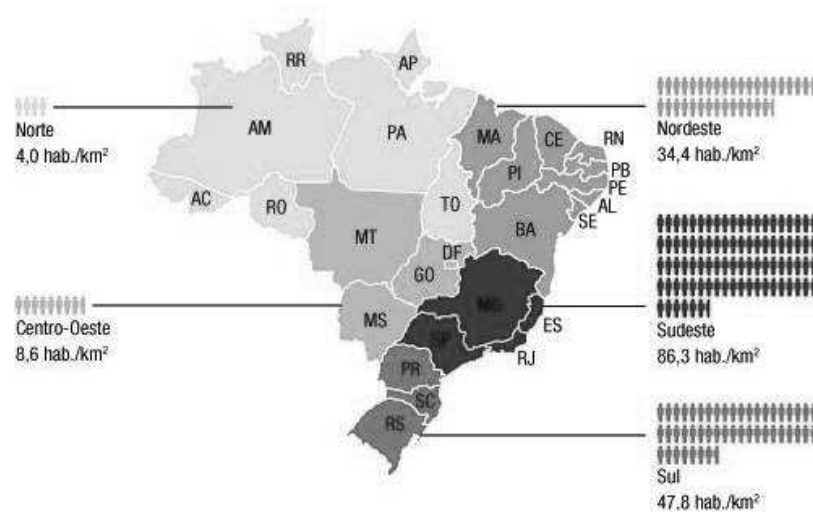 RR
AP
Norte
4,0 hab./km²
AM
PA
MA
CE
RN
Nordeste
34,4 hab./km²
PI
PB
PE
AL
SE
AC
RO
TO
BA
MT
DF
GO
MG
ES
Sudeste
86,3 hab./km²
Centro-Oeste
8,6 hab./km²
MS
SP
RJ
PR
SC
RS
Sul
47.8 hab./km²